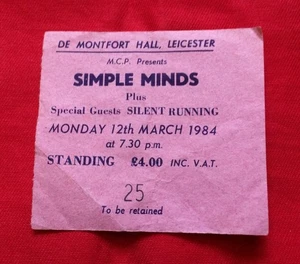 DE MONTFORT HALL, LEICESTER
M.C.P. Presents
SIMPLE MINDS
Plus
Special Guests SILENT RUNNING
MONDAY 12th MARCH 1984
at 7.30 p.m.
STANDING £4.00 INC. V.A.T.
25
To be retained